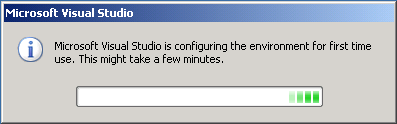 Microsoft Visual Studio
Microsoft Visual Studio is configuring the environment for first time
use. This might take a few minutes.